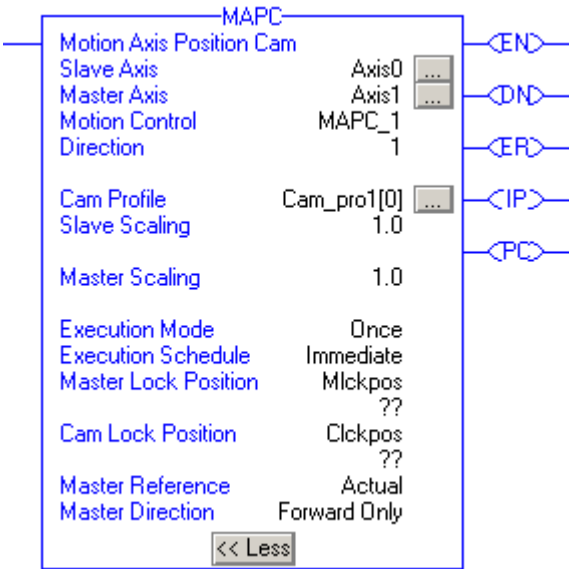 MAPC
Motion Axis Position Cam
EN
Slave Axis Axis0 ...
Master Axis Axis1 ...
DN
Motion Control MAPC_1
Direction 1
ER
Cam Profile Cam_pro1[0] ...
IP
Slave Scaling 1.0
PC
Master Scaling 1.0
Execution Mode Once
Execution Schedule Immediate
Master Lock Position Mlckpos
??
Cam Lock Position Clckpos
??
Master Reference Actual
Master Direction Forward Only
<< Less